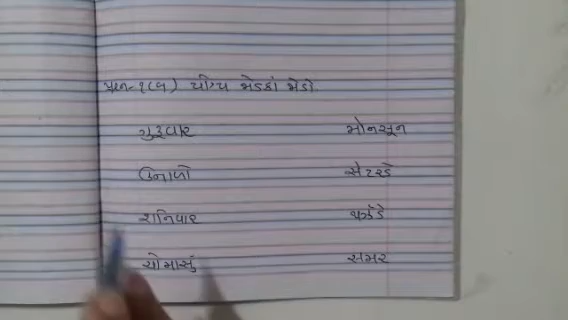 પ્રશ્ન-૧(બ) યોગ્ય જોડકાં જોડો.
ગુરૂવાર મોનસૂન
ઉનાળો સેટરડે
શનિવાર થર્સડે
ચોમાસું સમર